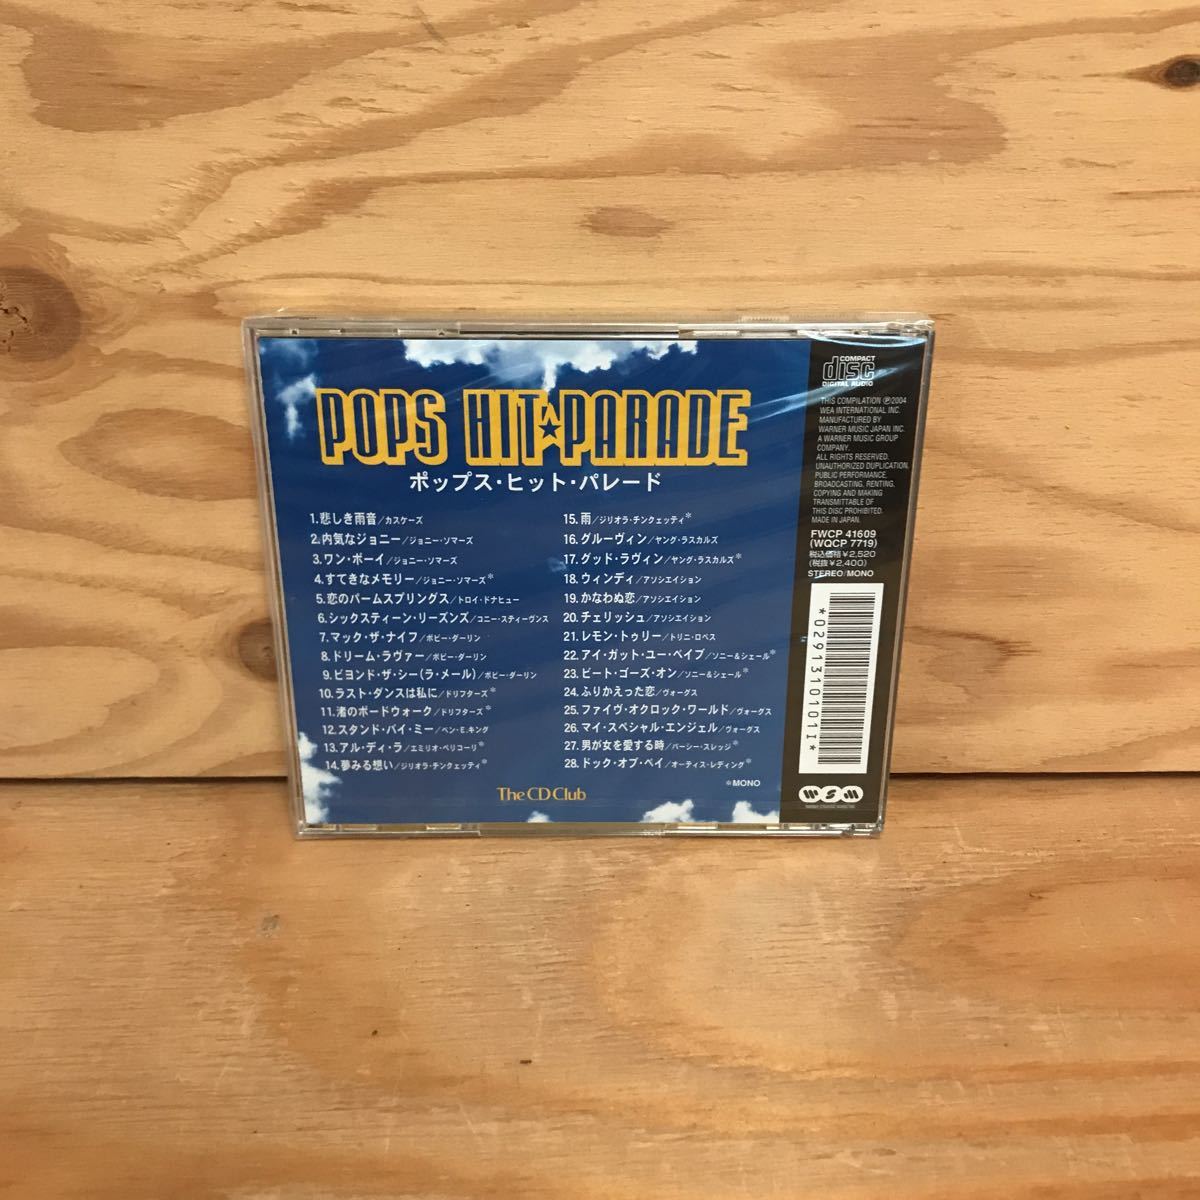 POPS HIT★PARADE
ポップス・ヒット・パレード
1.悲しき雨音/カスケーズ
2.内気なジョニー/ジョニー・ソマーズ
3.ワン・ボーイ/ジョニー・ソマーズ
4.すてきなメモリー/ジョニー・ソマーズ*
5.恋のパームスプリングス/トロイ・ドナヒュー
6.シックスティーン・リーズンズ/コニー・スティーヴンス
7.マック・ザ・ナイフ/ボビー・ダーリン
8.ドリーム・ラヴァー/ボビー・ダーリン
9.ビヨンド・ザ・シー(ラ・メール)/ボビー・ダーリン
10.ラスト・ダンスは私に/ドリフターズ*
11.渚のボードウォーク/ドリフターズ*
12.スタンド・バイ・ミー/ベン・E.キング
13.アル・ディ・ラ/エミリオ・ペリコーリ*
14.夢みる想い/ジリオラ・チンクェッティ*
15.雨/ジリオラ・チンクェッティ*
16.グルーヴィン/ヤング・ラスカルズ
17.グッド・ラヴィン/ヤング・ラスカルズ*
18.ウィンディ/アソシエイション
19.かなわぬ恋/アソシエイション
20.チェリッシュ/アソシエイション
21.レモン・トゥリー/トリニ・ロペス
22.アイ・ガット・ユー・ベイブ/ソニー&シェール*
23.ビート・ゴーズ・オン/ソニー&シェール*
24.ふりかえった恋/ヴォーグス
25.ファイヴ・オクロック・ワールド/ヴォーグス
26.マイ・スペシャル・エンジェル/ヴォーグス
27.男が女を愛する時/パーシー・スレッジ*
28.ドック・オブ・ベイ/オーティス・レディング*
*MONO
The CD Club
COMPACT
disc
DIGITAL AUDIO
THIS COMPILATION ℗2004
WEA INTERNATIONAL INC.
MANUFACTURED BY
WARNER MUSIC JAPAN INC.
A WARNER MUSIC GROUP
COMPANY.
ALL RIGHTS RESERVED.
UNAUTHORIZED DUPLICATION,
PUBLIC PERFORMANCE,
BROADCASTING, RENTING,
COPYING AND MAKING
TRANSMITTABLE OF
THIS DISC PROHIBITED.
MADE IN JAPAN.
FWCP 41609
(WQCP 7719)
税込価格¥2,520
(税抜¥2,400)
STEREO/MONO
*0291310101I*
WSM